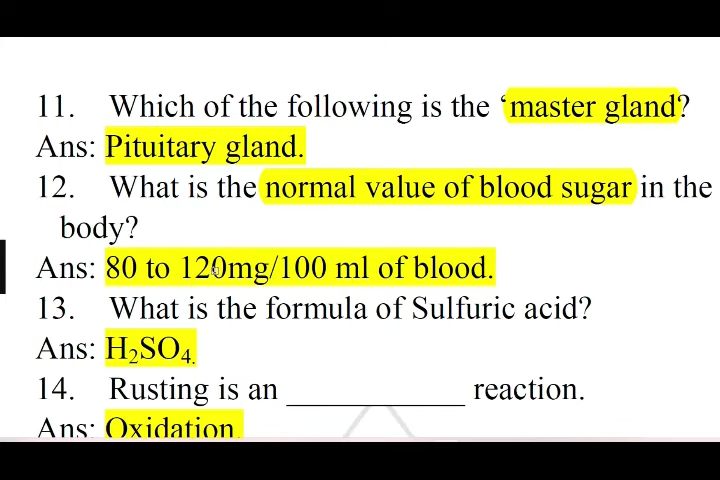 11. Which of the following is the ‘master gland?
Ans: Pituitary gland.
12. What is the normal value of blood sugar in the
body?
Ans: 80 to 120mg/100 ml of blood.
13. What is the formula of Sulfuric acid?
Ans: H₂SO₄.
14. Rusting is an ___________ reaction.
Ans: Oxidation.